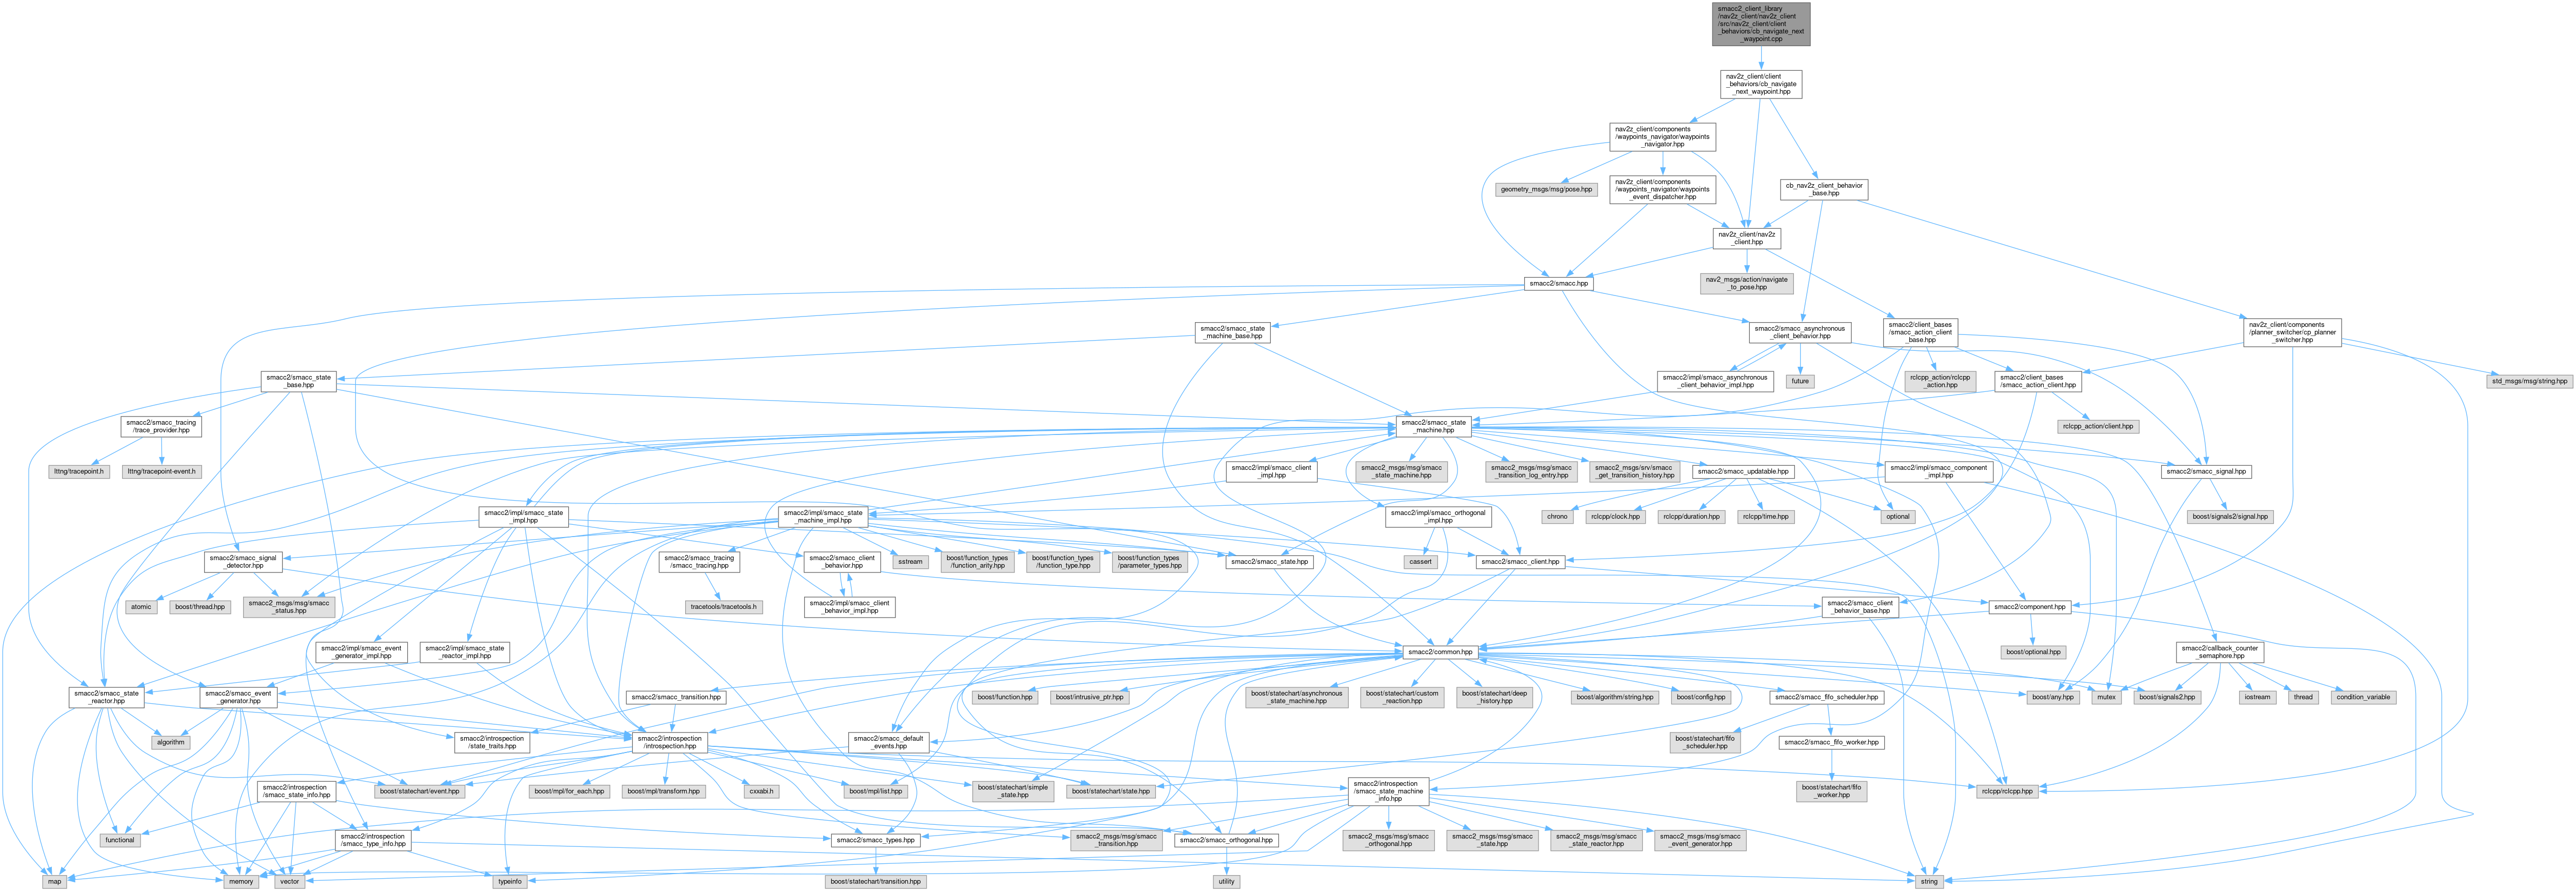 smacc2_client_library
/nav2z_client/nav2z_client
/src/nav2z_client/client
_behaviors/cb_navigate_next
_waypoint.cpp
nav2z_client/client
_behaviors/cb_navigate
_next_waypoint.hpp
nav2z_client/components
/waypoints_navigator/waypoints
_navigator.hpp
geometry_msgs/msg/pose.hpp
nav2z_client/components
/waypoints_navigator/waypoints
_event_dispatcher.hpp
cb_nav2z_client_behavior
_base.hpp
nav2z_client/nav2z
_client.hpp
smacc2/smacc.hpp
nav2_msgs/action/navigate
_to_pose.hpp
smacc2/smacc_state
_machine_base.hpp
smacc2/smacc_asynchronous
_client_behavior.hpp
smacc2/client_bases
/smacc_action_client
_base.hpp
nav2z_client/components
/planner_switcher/cp_planner
_switcher.hpp
smacc2/smacc_state
_base.hpp
smacc2/impl/smacc_asynchronous
_client_behavior_impl.hpp
future
rclcpp_action/rclcpp
_action.hpp
smacc2/client_bases
/smacc_action_client.hpp
std_msgs/msg/string.hpp
smacc2/smacc_tracing
/trace_provider.hpp
smacc2/smacc_state
_machine.hpp
rclcpp_action/client.hpp
lttng/tracepoint.h
lttng/tracepoint-event.h
smacc2/impl/smacc_client
_impl.hpp
smacc2_msgs/msg/smacc
_state_machine.hpp
smacc2_msgs/msg/smacc
_transition_log_entry.hpp
smacc2_msgs/srv/smacc
_get_transition_history.hpp
smacc2/smacc_updatable.hpp
smacc2/impl/smacc_component
_impl.hpp
smacc2/smacc_signal.hpp
smacc2/impl/smacc_state
_impl.hpp
smacc2/impl/smacc_state
_machine_impl.hpp
smacc2/impl/smacc_orthogonal
_impl.hpp
chrono
rclcpp/clock.hpp
rclcpp/duration.hpp
rclcpp/time.hpp
optional
boost/signals2/signal.hpp
smacc2/smacc_signal
_detector.hpp
smacc2/smacc_tracing
/smacc_tracing.hpp
smacc2/smacc_client
_behavior.hpp
sstream
boost/function_types
/function_arity.hpp
boost/function_types
/function_type.hpp
boost/function_types
/parameter_types.hpp
smacc2/smacc_state.hpp
cassert
smacc2/smacc_client.hpp
atomic
boost/thread.hpp
smacc2_msgs/msg/smacc
_status.hpp
tracetools/tracetools.h
smacc2/impl/smacc_client
_behavior_impl.hpp
smacc2/smacc_client
_behavior_base.hpp
smacc2/component.hpp
smacc2/impl/smacc_event
_generator_impl.hpp
smacc2/impl/smacc_state
_reactor_impl.hpp
smacc2/common.hpp
boost/optional.hpp
smacc2/callback_counter
_semaphore.hpp
smacc2/smacc_state
_reactor.hpp
smacc2/smacc_event
_generator.hpp
smacc2/smacc_transition.hpp
boost/function.hpp
boost/intrusive_ptr.hpp
boost/statechart/asynchronous
_state_machine.hpp
boost/statechart/custom
_reaction.hpp
boost/statechart/deep
_history.hpp
boost/algorithm/string.hpp
boost/config.hpp
smacc2/smacc_fifo_scheduler.hpp
boost/any.hpp
mutex
boost/signals2.hpp
iostream
thread
condition_variable
algorithm
smacc2/introspection
/state_traits.hpp
smacc2/introspection
/introspection.hpp
smacc2/smacc_default
_events.hpp
boost/statechart/fifo
_scheduler.hpp
smacc2/smacc_fifo_worker.hpp
smacc2/introspection
/smacc_state_info.hpp
boost/statechart/event.hpp
boost/mpl/for_each.hpp
boost/mpl/transform.hpp
cxxabi.h
boost/mpl/list.hpp
boost/statechart/simple
_state.hpp
boost/statechart/state.hpp
smacc2/introspection
/smacc_state_machine
_info.hpp
boost/statechart/fifo
_worker.hpp
rclcpp/rclcpp.hpp
functional
smacc2/introspection
/smacc_type_info.hpp
smacc2/smacc_types.hpp
smacc2_msgs/msg/smacc
_transition.hpp
smacc2/smacc_orthogonal.hpp
smacc2_msgs/msg/smacc
_orthogonal.hpp
smacc2_msgs/msg/smacc
_state.hpp
smacc2_msgs/msg/smacc
_state_reactor.hpp
smacc2_msgs/msg/smacc
_event_generator.hpp
map
memory
vector
typeinfo
boost/statechart/transition.hpp
utility
string